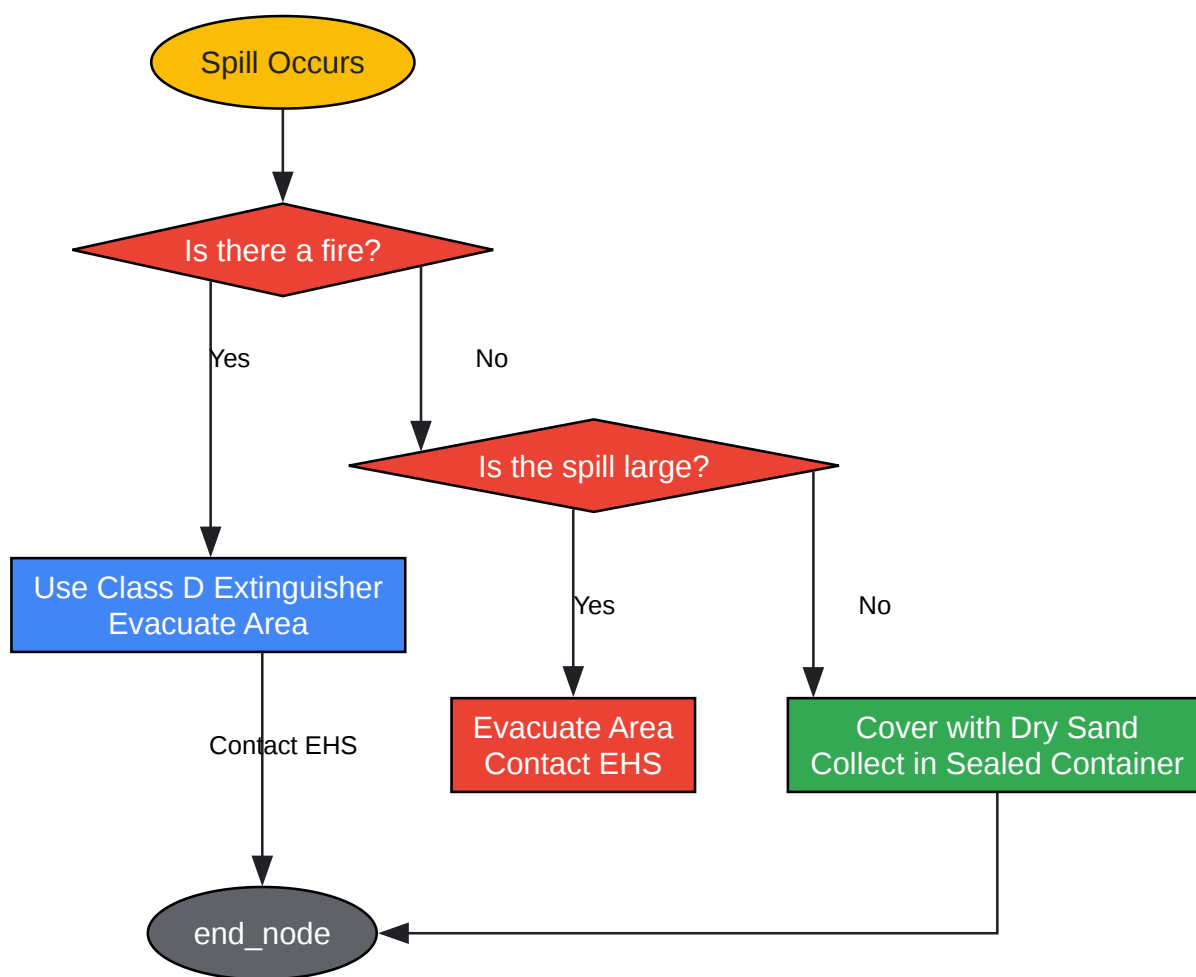 Spill Occurs
Is there a fire?
Yes
No
Is the spill large?
Use Class D Extinguisher
Evacuate Area
Yes
No
Evacuate Area
Contact EHS
Cover with Dry Sand
Collect in Sealed Container
Contact EHS
end_node